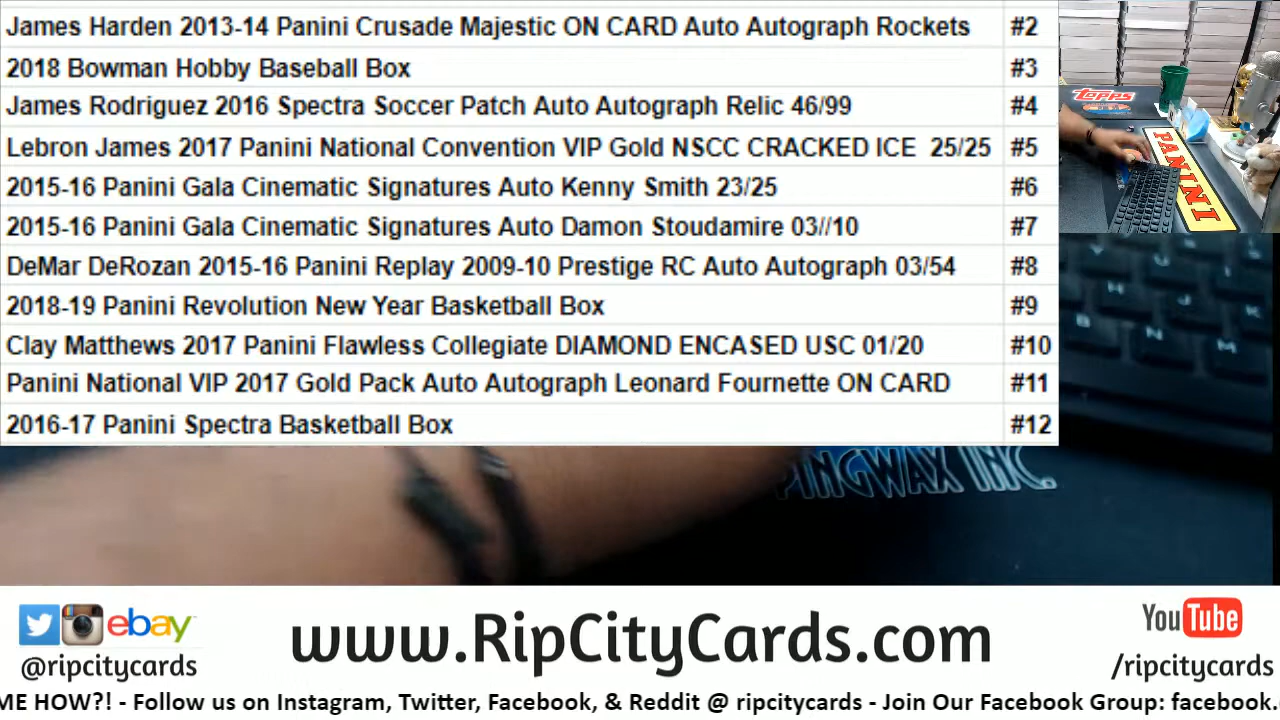 James Harden 2013-14 Panini Crusade Majestic ON CARD Auto Autograph Rockets #2
2018 Bowman Hobby Baseball Box #3
James Rodriguez 2016 Spectra Soccer Patch Auto Autograph Relic 46/99 #4
Lebron James 2017 Panini National Convention VIP Gold NSCC CRACKED ICE 25/25 #5
2015-16 Panini Gala Cinematic Signatures Auto Kenny Smith 23/25 #6
2015-16 Panini Gala Cinematic Signatures Auto Damon Stoudamire 03//10 #7
DeMar DeRozan 2015-16 Panini Replay 2009-10 Prestige RC Auto Autograph 03/54 #8
2018-19 Panini Revolution New Year Basketball Box #9
Clay Matthews 2017 Panini Flawless Collegiate DIAMOND ENCASED USC 01/20 #10
Panini National VIP 2017 Gold Pack Auto Autograph Leonard Fournette ON CARD #11
2016-17 Panini Spectra Basketball Box #12
topps
PANINI
Y U
H J K
B N M
PINGWAX INC.
ebay
@ripcitycards
www.RipCityCards.com
YouTube
/ripcitycards
ME HOW?! - Follow us on Instagram, Twitter, Facebook, & Reddit @ ripcitycards - Join Our Facebook Group: facebook.